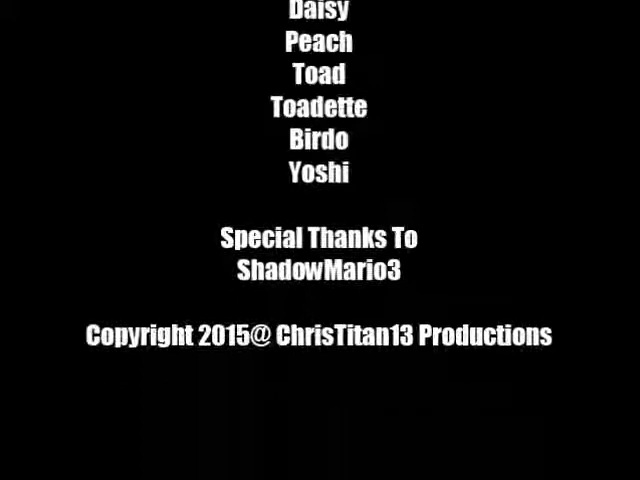 Daisy
Peach
Toad
Toadette
Birdo
Yoshi
Special Thanks To
ShadowMario3
Copyright 2015@ ChrisTitan13 Productions